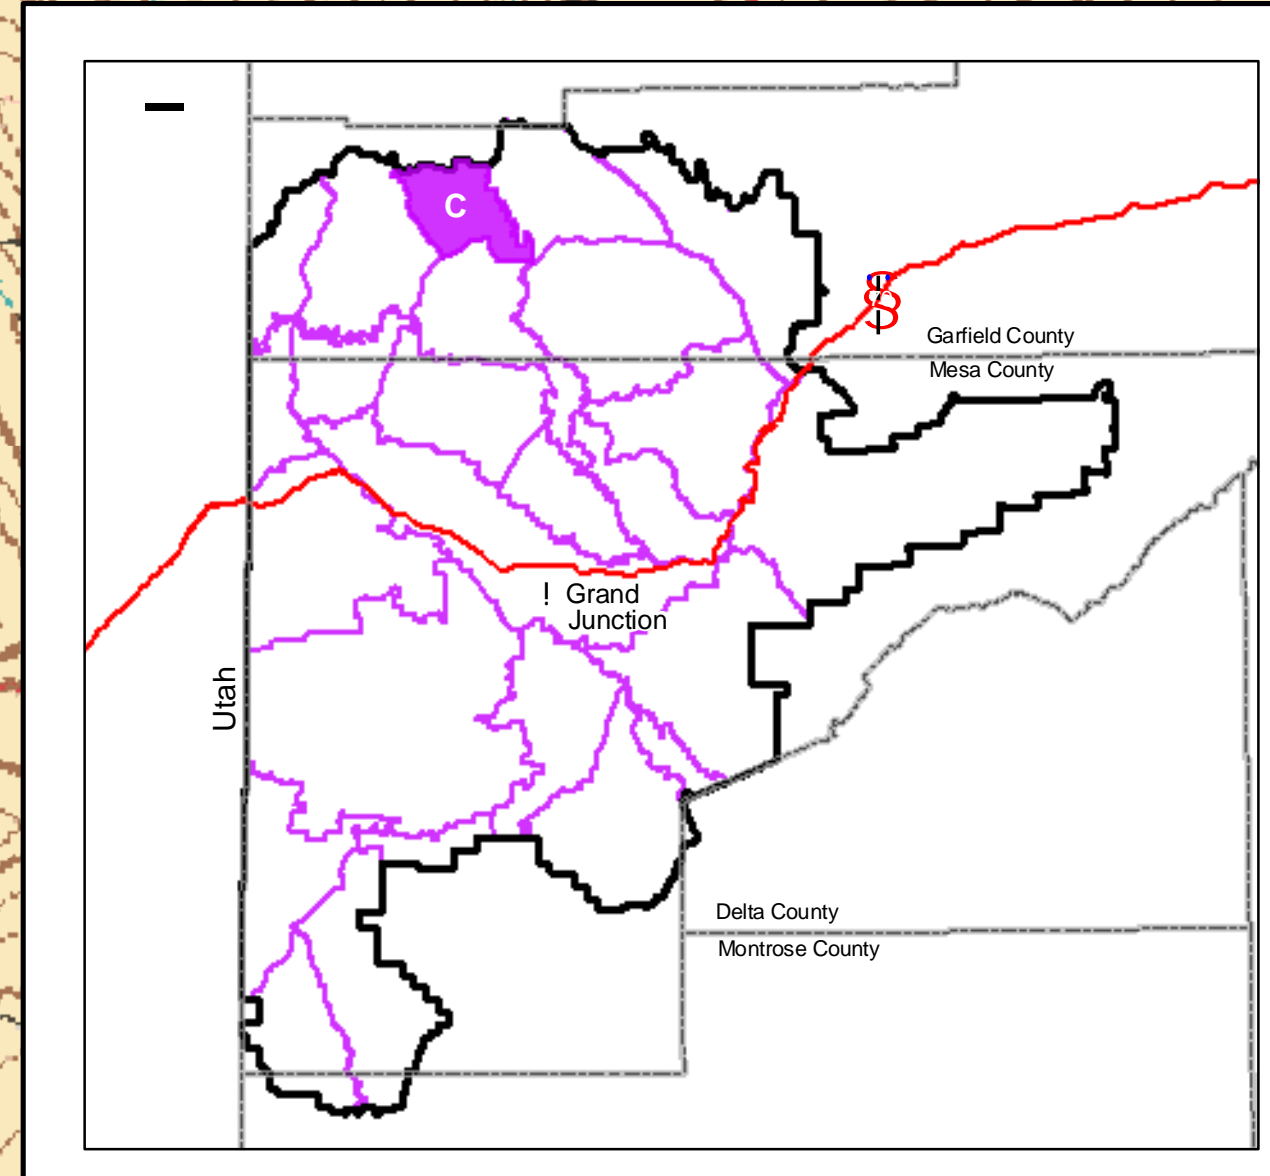 C
Garfield County
Mesa County
! Grand
Junction
Utah
Delta County
Montrose County